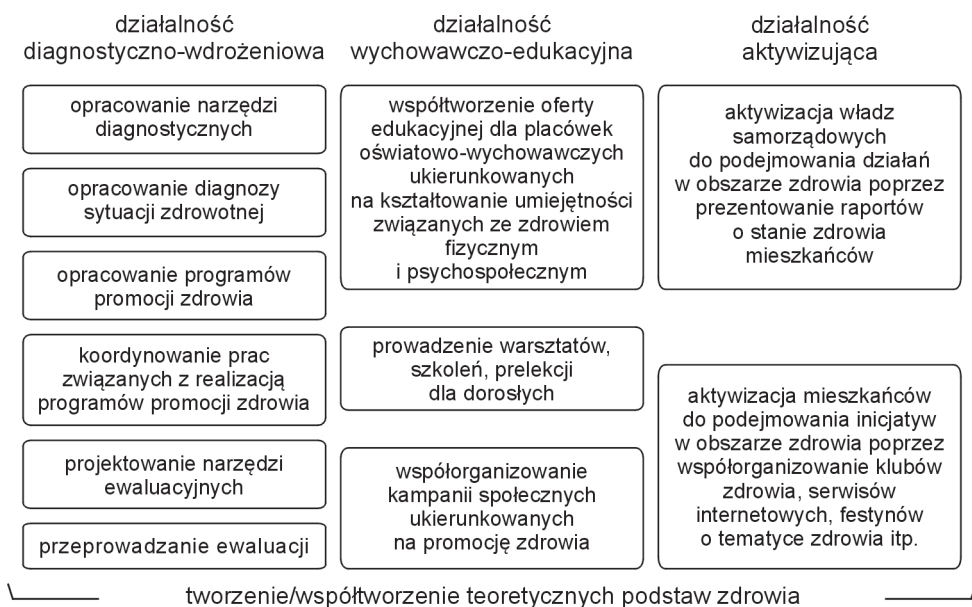 działalność
diagnostyczno-wdrożeniowa
opracowanie narzędzi
diagnostycznych
opracowanie diagnozy
sytuacji zdrowotnej
opracowanie programów
promocji zdrowia
koordynowanie prac
związanych z realizacją
programów promocji zdrowia
projektowanie narzędzi
ewaluacyjnych
przeprowadzanie ewaluacji
działalność
wychowawczo-edukacyjna
współtworzenie oferty
edukacyjnej dla placówek
oświatowo-wychowawczych
ukierunkowanych
na kształtowanie umiejętności
związanych ze zdrowiem
fizycznym
i psychospołecznym
prowadzenie warsztatów,
szkoleń, prelekcji
dla dorosłych
współorganizowanie
kampanii społecznych
ukierunkowanych
na promocję zdrowia
działalność
aktywizująca
aktywizacja władz
samorządowych
do podejmowania działań
w obszarze zdrowia poprzez
prezentowanie raportów
o stanie zdrowia
mieszkańców
aktywizacja mieszkańców
do podejmowania inicjatyw
w obszarze zdrowia poprzez
współorganizowanie klubów
zdrowia, serwisów
internetowych, festynów
o tematyce zdrowia itp.
tworzenie/współtworzenie teoretycznych podstaw zdrowia